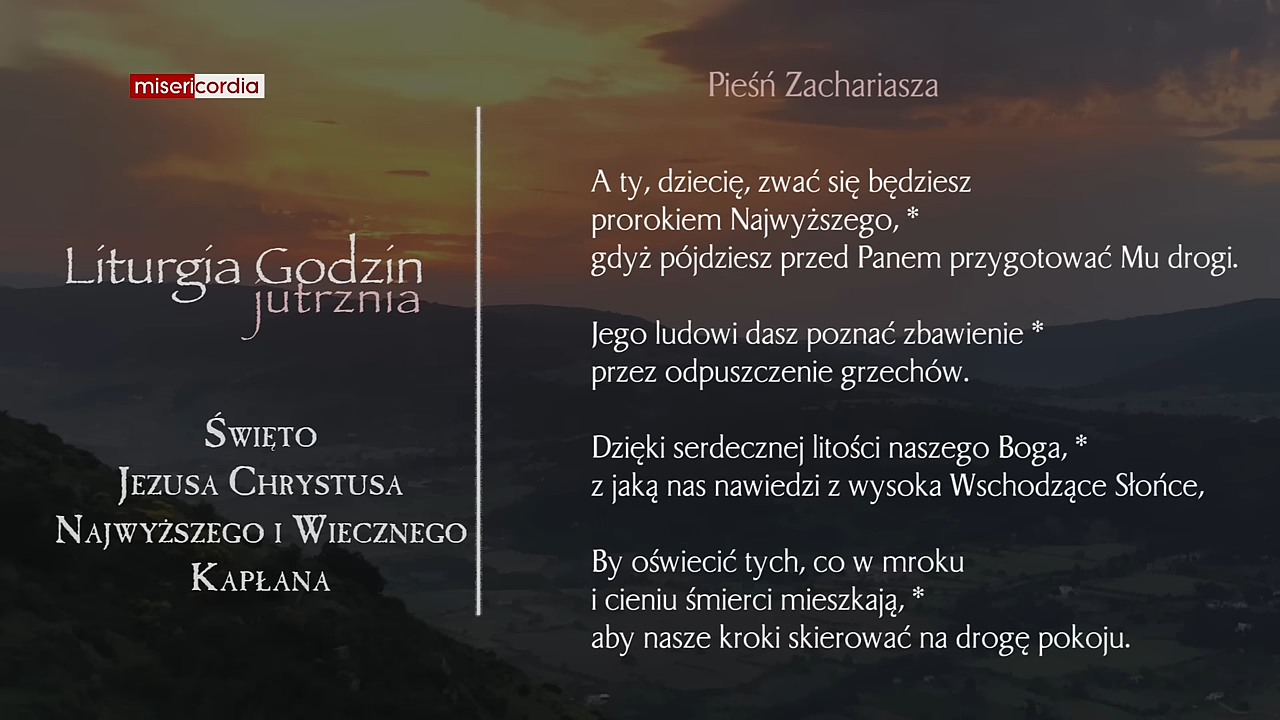 misericordia
Liturgia Godzin
jutrznia
Święto
Jezusa Chrystusa
Najwyższego i Wiecznego
Kapłana
Pieśń Zachariasza
A ty, dziecię, zwać się będziesz
prorokiem Najwyższego, *
gdyż pójdziesz przed Panem przygotować Mu drogi.
Jego ludowi dasz poznać zbawienie *
przez odpuszczenie grzechów.
Dzięki serdecznej litości naszego Boga, *
z jaką nas nawiedzi z wysoka Wschodzące Słońce,
By oświecić tych, co w mroku
i cieniu śmierci mieszkają, *
aby nasze kroki skierować na drogę pokoju.